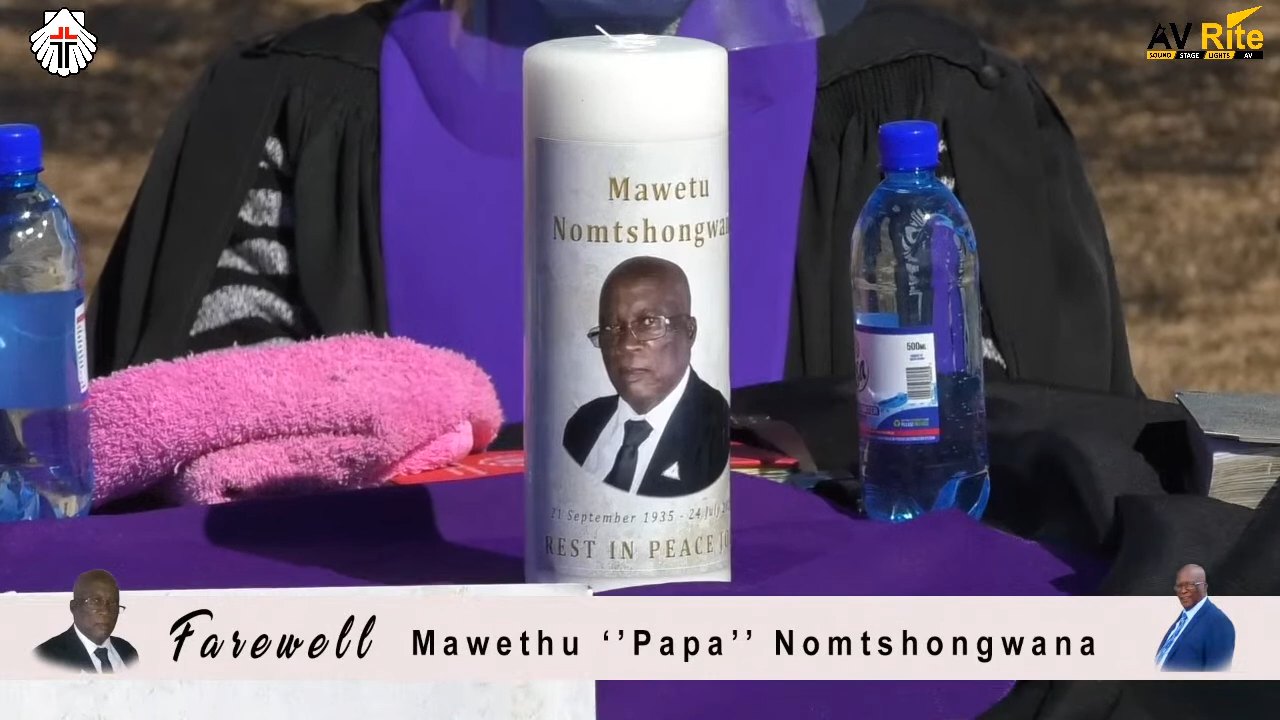 AV Rite
SOUND STAGE LIGHTS AV
Mawetu
Nomtshongwan
21 September 1935 - 24 July
REST IN PEACE
500ML
Farewell Mawethu ‘’Papa’’ Nomtshongwana